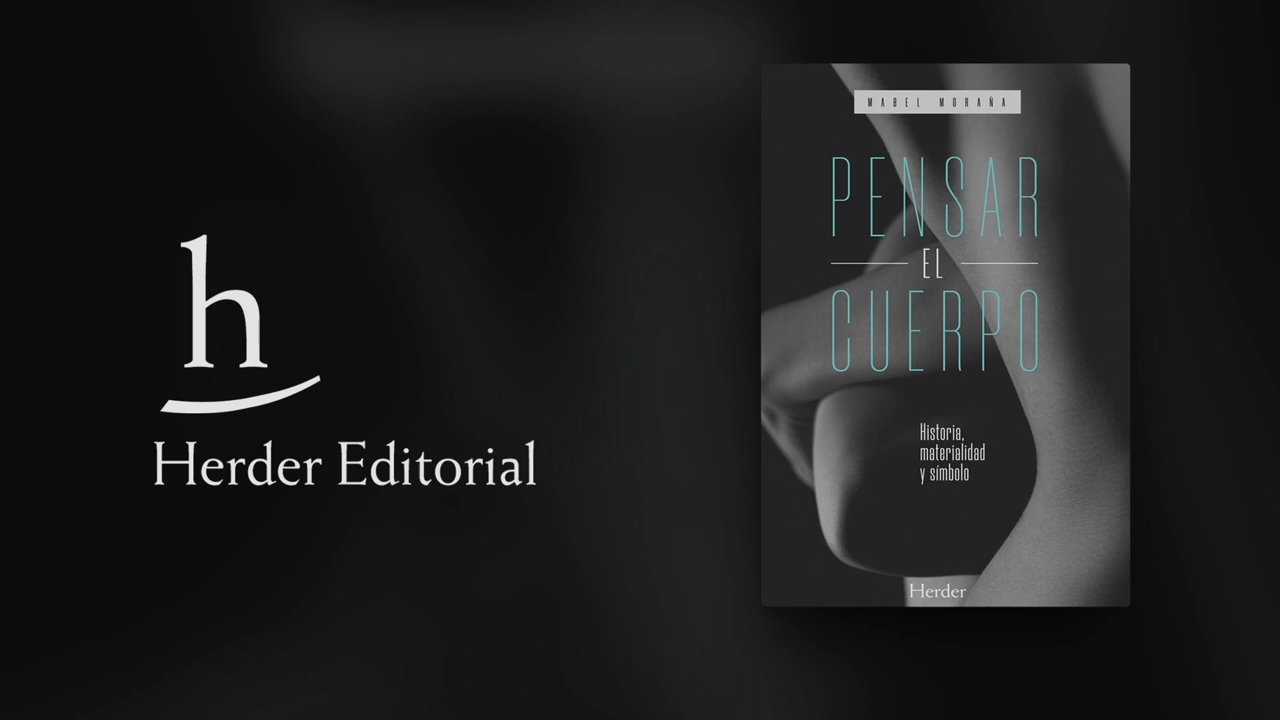 h
Herder Editorial
MABEL MORAÑA
PENSAR
EL
CUERPO
Historia,
materialidad
y símbolo
Herder